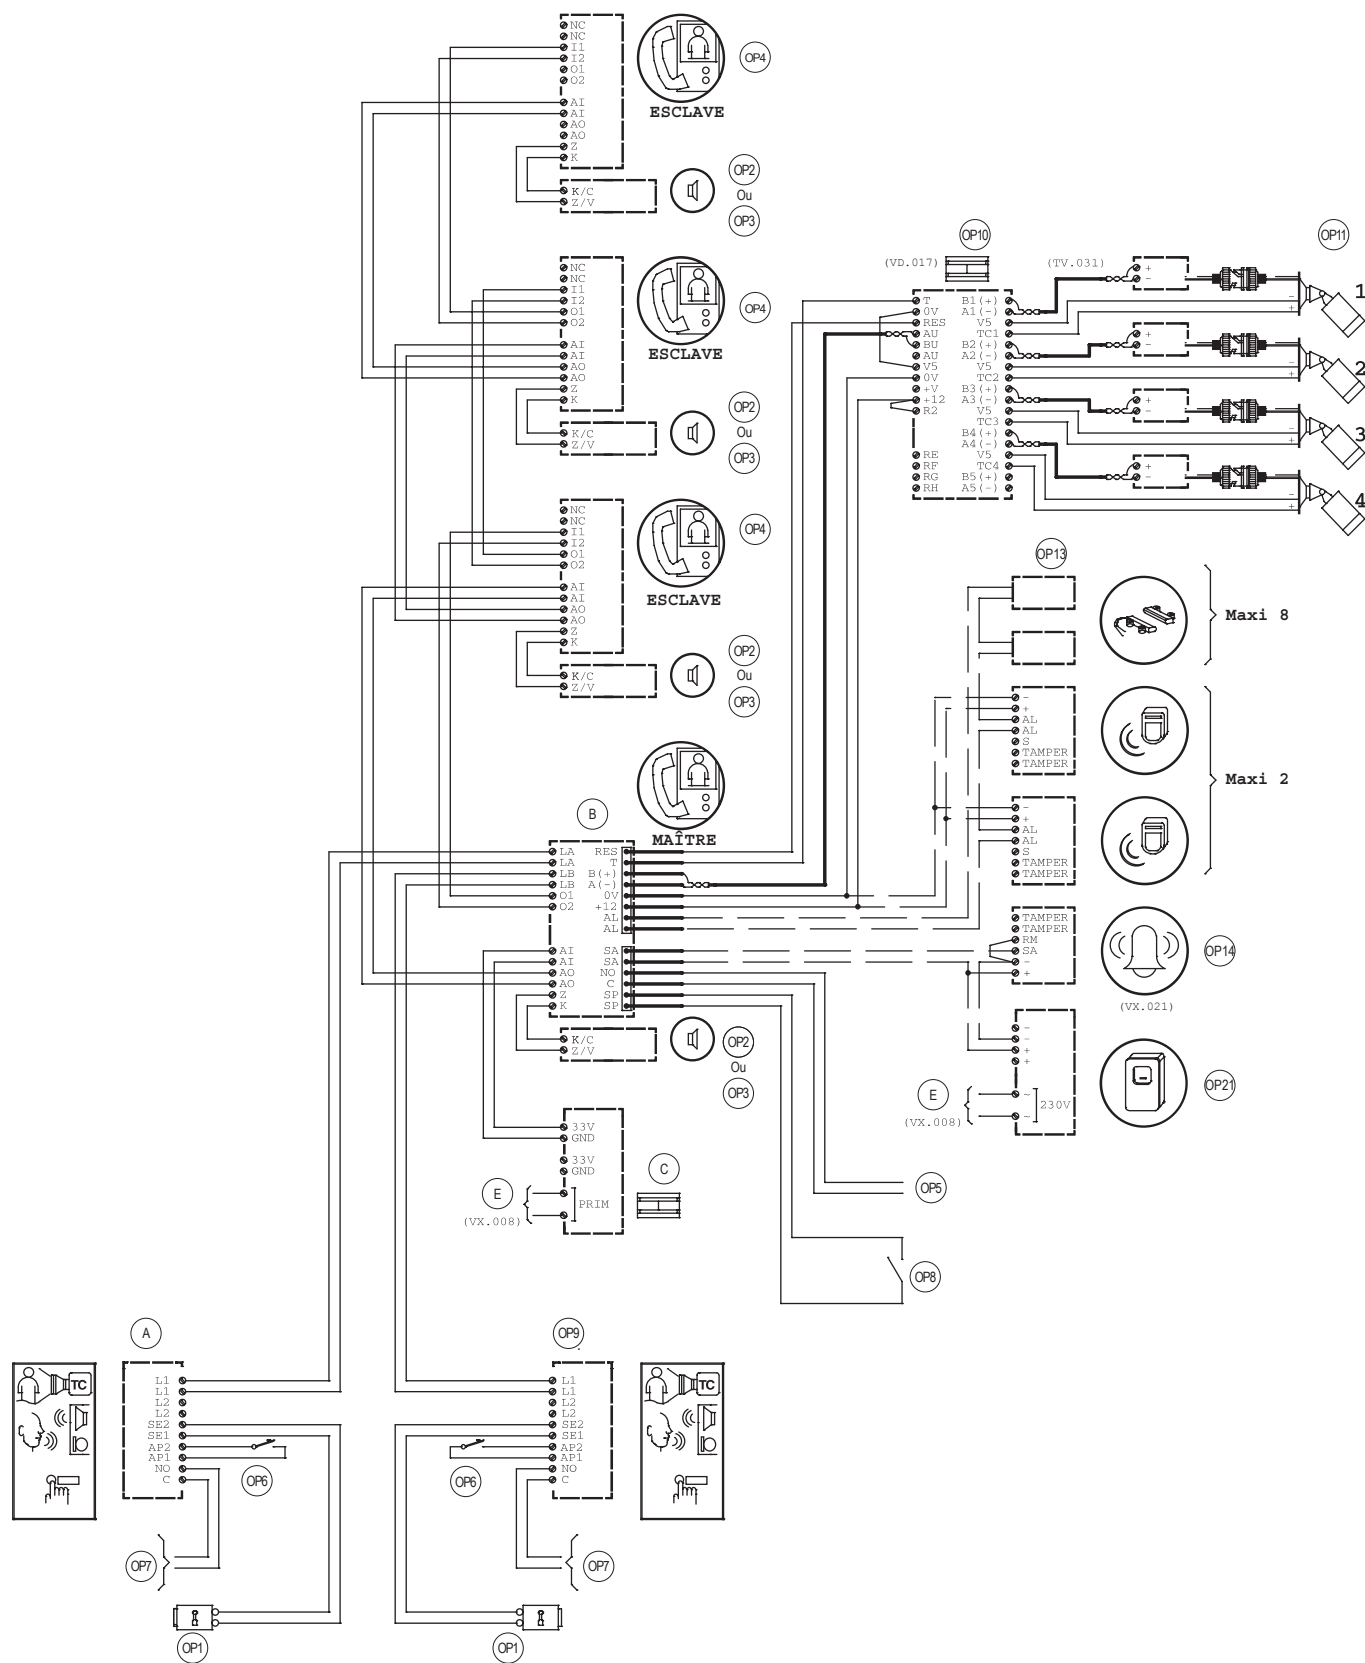 NC
NC
I1
I2
O1
O2
AI
AI
AO
AO
Z
K
OP4
ESCLAVE
K/C
Z/V
OP2
Ou
OP3
NC
NC
I1
I2
O1
O2
AI
AI
AO
AO
Z
K
OP4
ESCLAVE
K/C
Z/V
OP2
Ou
OP3
NC
NC
I1
I2
O1
O2
AI
AI
AO
AO
Z
K
OP4
ESCLAVE
K/C
Z/V
OP2
Ou
OP3
MAÎTRE
B
LA RES
LA T
LB B(+)
LB A(-)
O1 0V
O2 +12
AL
AL
AI SA
AI SA
AO NO
AO C
Z SP
K SP
K/C
Z/V
OP2
Ou
OP3
33V
GND
33V
GND
PRIM
C
E
(VX.008)
OP10
(VD.017)
(TV.031)
OP11
T B1(+)
0V A1(-)
RES V5
AU TC1
BU B2(+)
AU A2(-)
V5 V5
0V TC2
+V B3(+)
+12 A3(-)
R2 V5
TC3
B4(+)
A4(-)
RE V5
RF TC4
RG B5(+)
RH A5(-)
+
-
-
+
1
+
-
-
+
2
+
-
-
+
3
+
-
-
+
4
OP13
Maxi 8
-
+
AL
AL
S
TAMPER
TAMPER
Maxi 2
-
+
AL
AL
S
TAMPER
TAMPER
TAMPER
TAMPER
RM
SA
-
+
OP14
(VX.021)
-
-
+
+
~
230V
~
OP21
E
(VX.008)
OP5
OP8
A
TC
L1
L1
L2
L2
SE2
SE1
AP2
AP1
NO
C
OP6
OP7
OP1
OP9
L1
L1
L2
L2
SE2
SE1
AP2
AP1
NO
C
TC
OP6
OP7
OP1